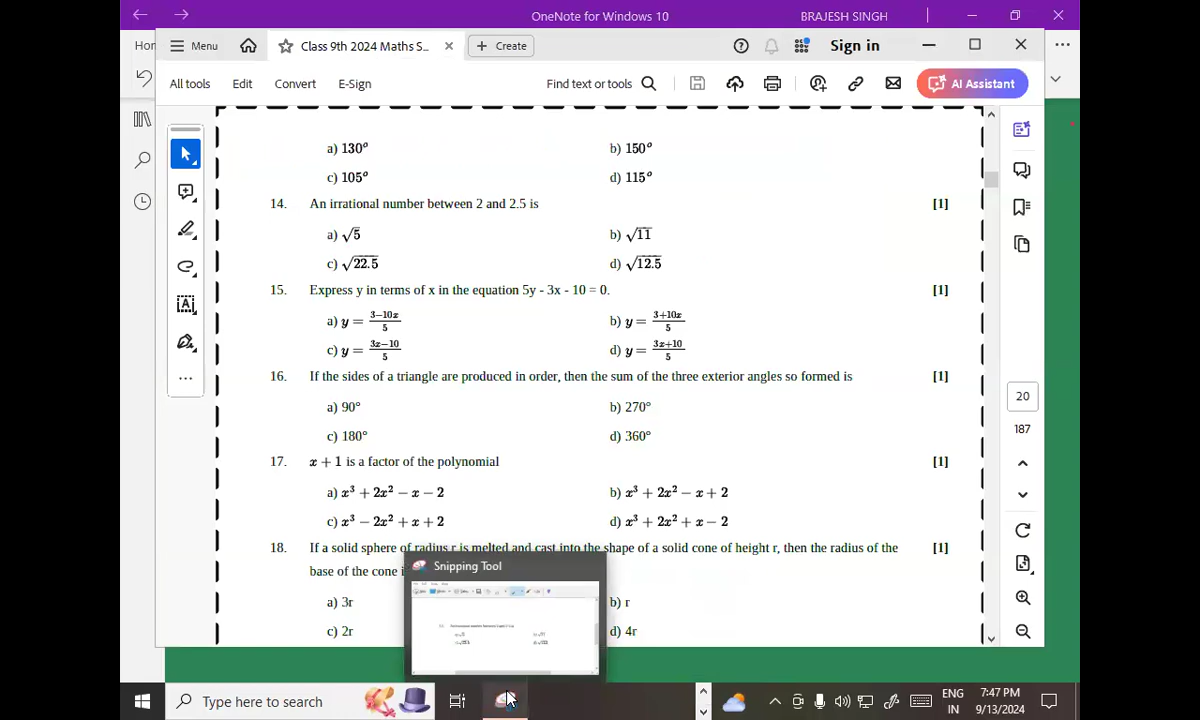 OneNote for Windows 10
BRAJESH SINGH
Hor
Menu
Class 9th 2024 Maths S...
Create
Sign in
All tools
Edit
Convert
E-Sign
Find text or tools
AI Assistant
a) 130°
b) 150°
c) 105°
d) 115°
14. An irrational number between 2 and 2.5 is [1]
a) √5
b) √11
c) √22.5
d) √12.5
15. Express y in terms of x in the equation 5y - 3x - 10 = 0. [1]
a) y = (3−10x)/5
b) y = (3+10x)/5
c) y = (3x−10)/5
d) y = (3x+10)/5
16. If the sides of a triangle are produced in order, then the sum of the three exterior angles so formed is [1]
a) 90°
b) 270°
c) 180°
d) 360°
17. x + 1 is a factor of the polynomial [1]
a) x³ + 2x² − x − 2
b) x³ + 2x² − x + 2
c) x³ − 2x² + x + 2
d) x³ + 2x² + x − 2
18. If a solid sphere of radius r is melted and cast into the shape of a solid cone of height r, then the radius of the [1]
base of the cone i
a) 3r
b) r
c) 2r
d) 4r
20
187
Snipping Tool
Type here to search
ENG
IN
7:47 PM
9/13/2024